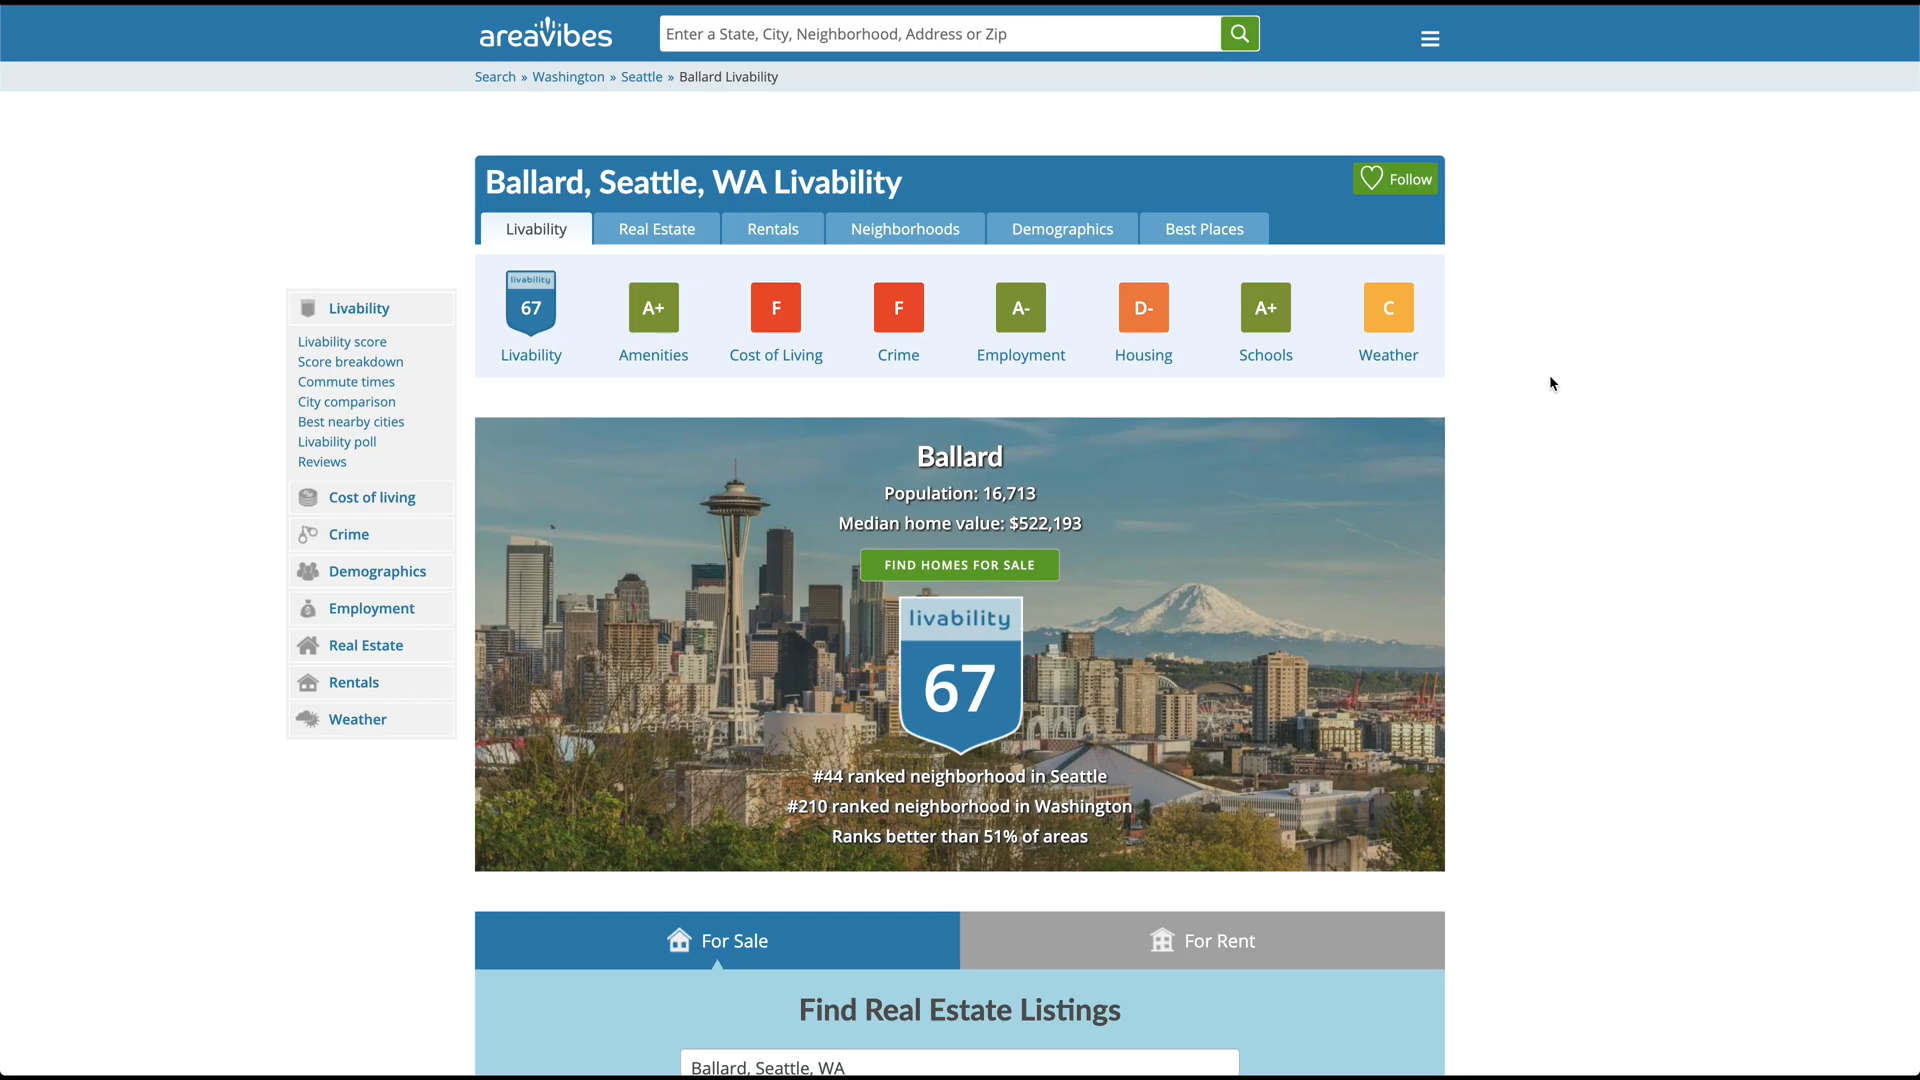 areavibes
Enter a State, City, Neighborhood, Address or Zip
Search » Washington » Seattle » Ballard Livability
Ballard, Seattle, WA Livability
Follow
Livability
Real Estate
Rentals
Neighborhoods
Demographics
Best Places
livability
67
Livability
A+
Amenities
F
Cost of Living
F
Crime
A-
Employment
D-
Housing
A+
Schools
C
Weather
Livability
Livability score
Score breakdown
Commute times
City comparison
Best nearby cities
Livability poll
Reviews
Cost of living
Crime
Demographics
Employment
Real Estate
Rentals
Weather
Ballard
Population: 16,713
Median home value: $522,193
FIND HOMES FOR SALE
livability
67
#44 ranked neighborhood in Seattle
#210 ranked neighborhood in Washington
Ranks better than 51% of areas
For Sale
For Rent
Find Real Estate Listings
Ballard, Seattle, WA